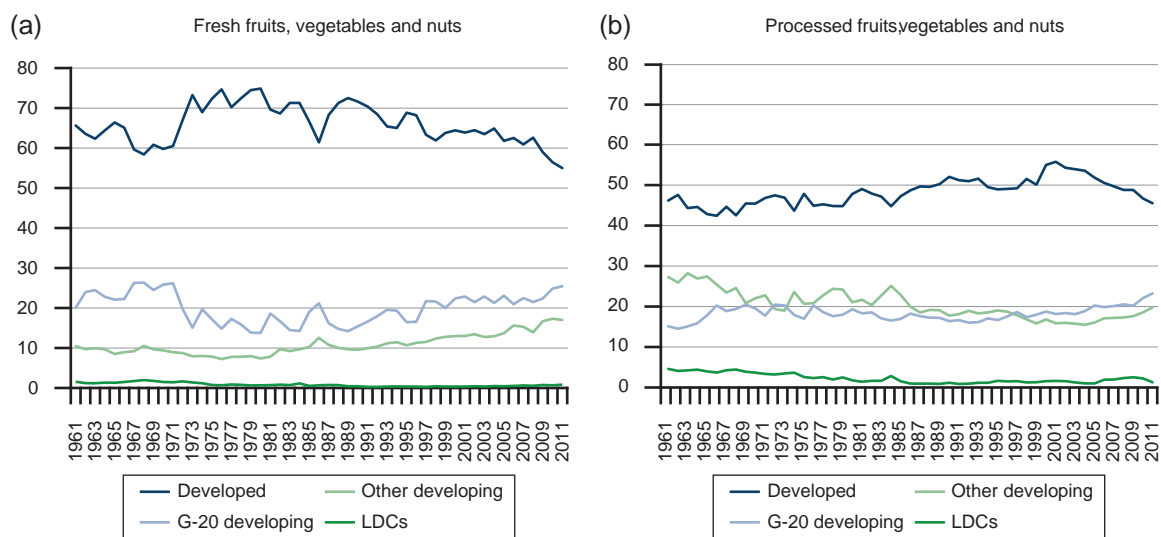 (a) Fresh fruits, vegetables and nuts
80
70
60
50
40
30
20
10
0
1961 1963 1965 1967 1969 1971 1973 1975 1977 1979 1981 1983 1985 1987 1989 1991 1993 1995 1997 1999 2001 2003 2005 2007 2009 2011
Developed Other developing
G-20 developing LDCs
(b) Processed fruits,vegetables and nuts
80
70
60
50
40
30
20
10
0
1961 1963 1965 1967 1969 1971 1973 1975 1977 1979 1981 1983 1985 1987 1989 1991 1993 1995 1997 1999 2001 2003 2005 2007 2009 2011
Developed Other developing
G-20 developing LDCs